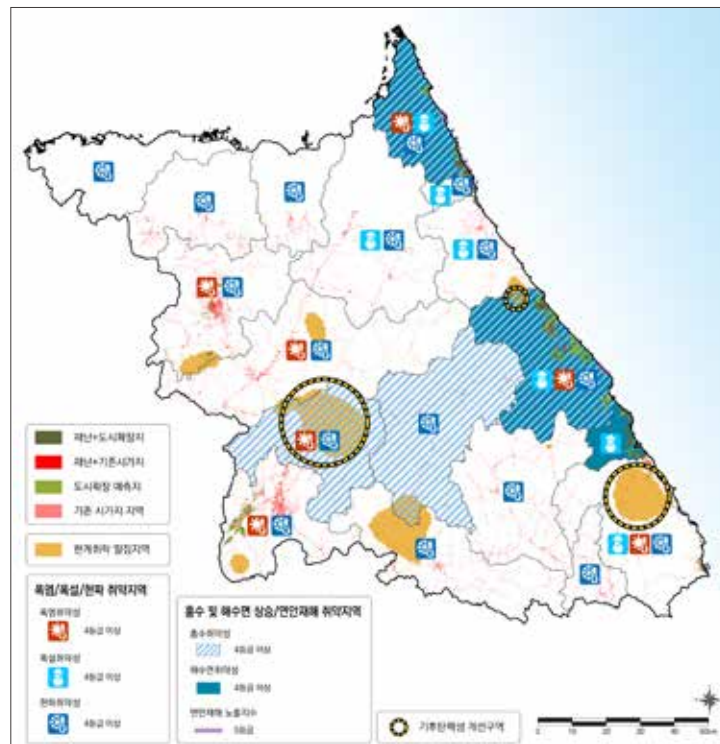 재난+도시확장지
재난+기존시가지
도시확장 예측지
기존 시가지 지역
한계취락 밀집지역
폭염/폭설/한파 취약지역
폭염취약성
4등급 이상
폭설취약성
4등급 이상
한파취약성
4등급 이상
홍수 및 해수면 상승/연안재해 취약지역
홍수취약성
4등급 이상
해수면취약성
4등급 이상
연안재해 노출지수
5등급
기후탄력성 개선구역
0 10 20 40 60km